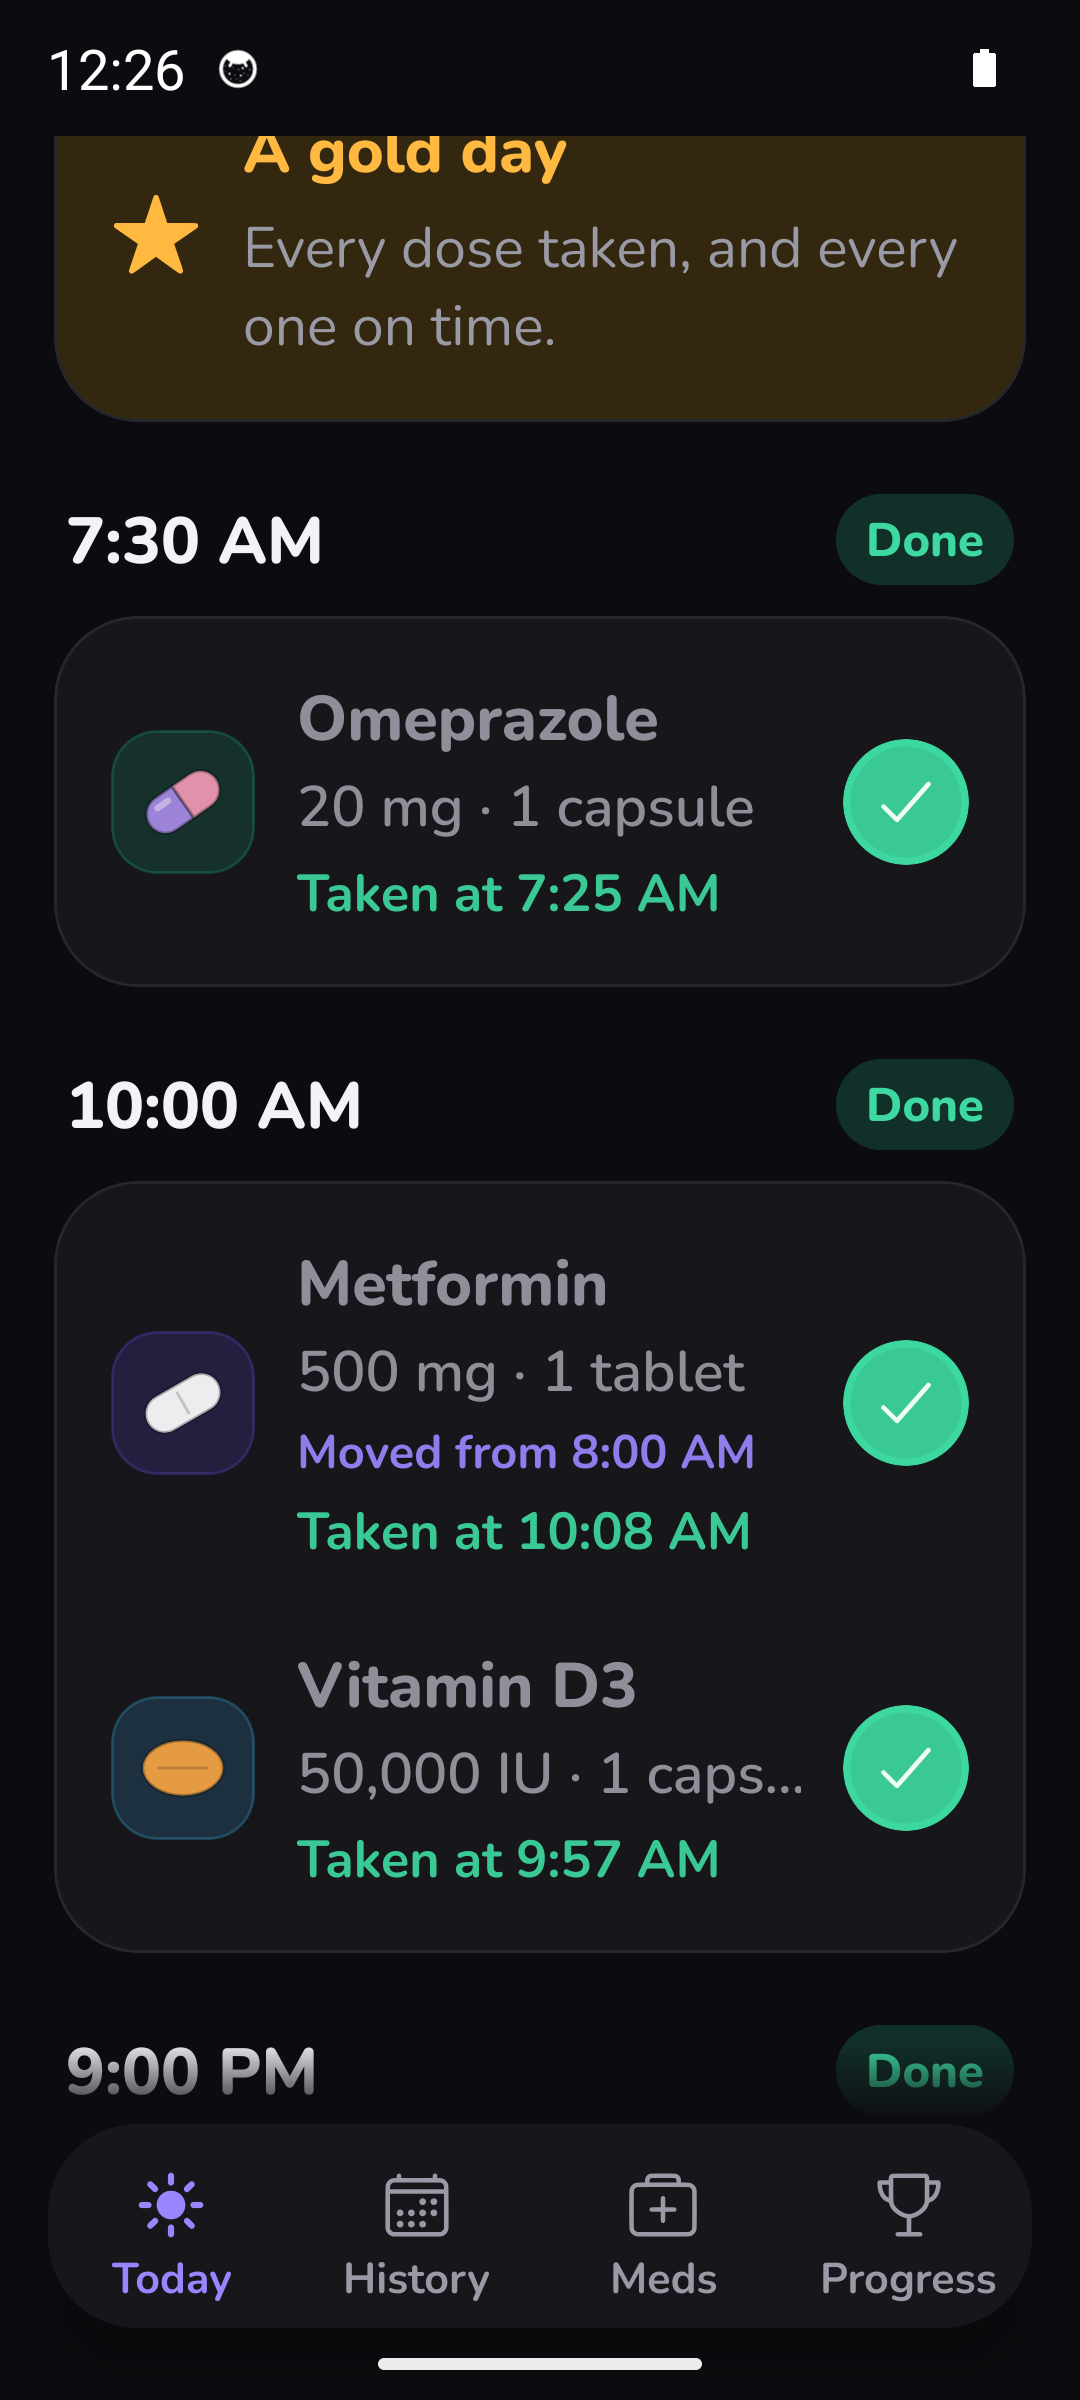 12:26
A gold day
Every dose taken, and every
one on time.
7:30 AM
Done
Omeprazole
20 mg · 1 capsule
Taken at 7:25 AM
10:00 AM
Done
Metformin
500 mg · 1 tablet
Moved from 8:00 AM
Taken at 10:08 AM
Vitamin D3
50,000 IU · 1 caps...
Taken at 9:57 AM
9:00 PM
Done
Today
History
Meds
Progress